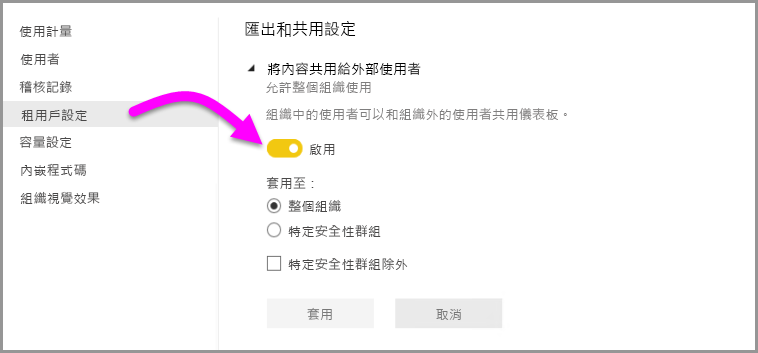 使用計量
使用者
稽核記錄
租用戶設定
容量設定
內嵌程式碼
組織視覺效果
匯出和共用設定
將內容共用給外部使用者
允許整個組織使用
組織中的使用者可以和組織外的使用者共用儀表板。
啟用
套用至：
整個組織
特定安全性群組
特定安全性群組除外
套用
取消